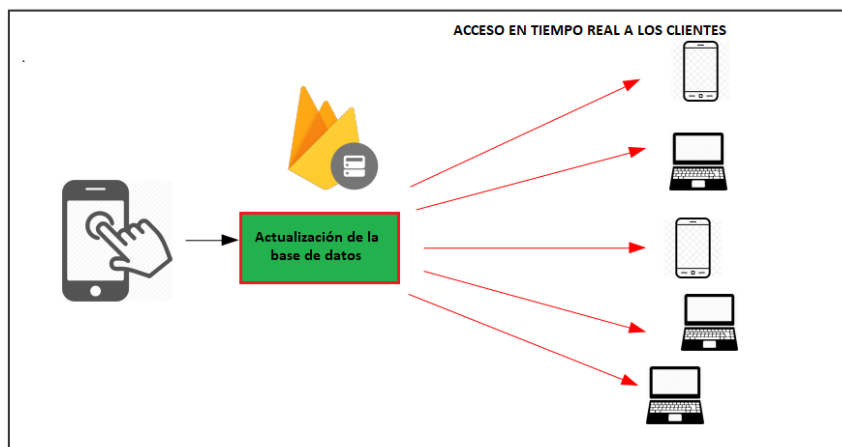 ACCESO EN TIEMPO REAL A LOS CLIENTES
Actualización de la
base de datos